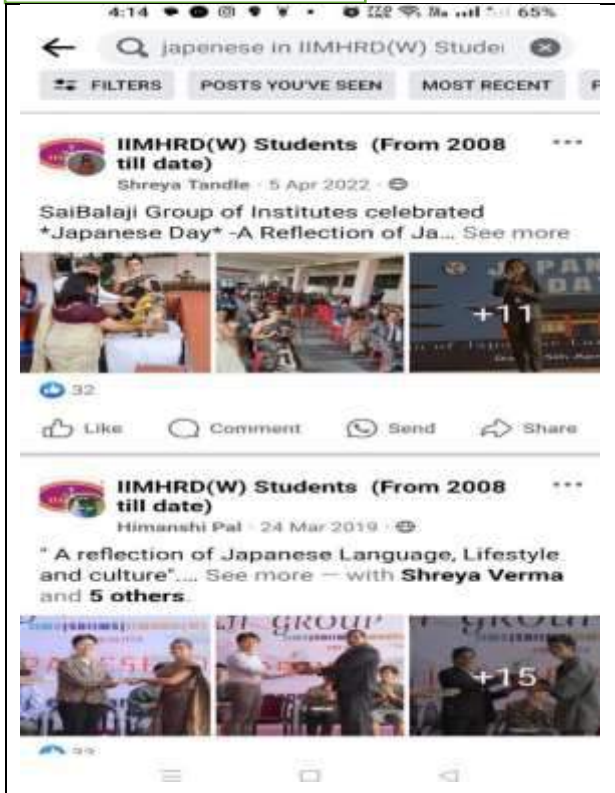 4:14 65%
japenese in IIMHRD(W) Studei
FILTERS POSTS YOU'VE SEEN MOST RECENT
IIMHRD(W) Students (From 2008
till date)
Shreya Tandle · 5 Apr 2022 ·
SaiBalaji Group of Institutes celebrated
*Japanese Day* -A Reflection of Ja... See more
JAPAN
DA
+11
32
Like Comment Send Share
IIMHRD(W) Students (From 2008
till date)
Himanshi Pal · 24 Mar 2019 ·
" A reflection of Japanese Language, Lifestyle
and culture".... See more — with Shreya Verma
and 5 others.
GROUP
+15